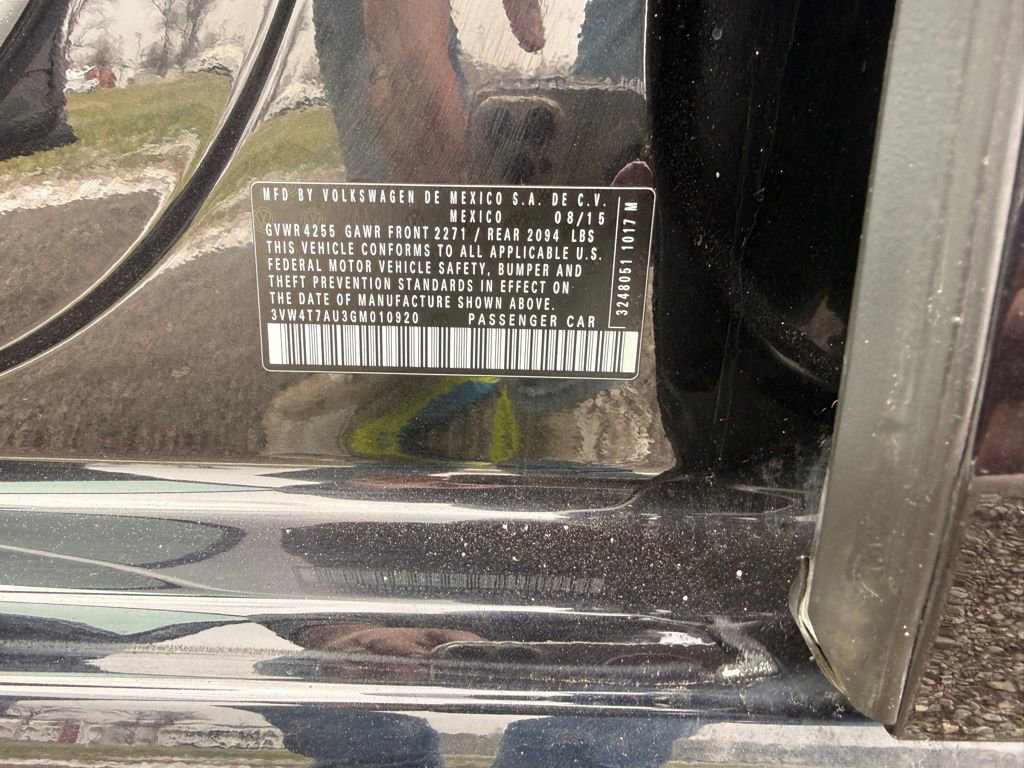 MFD BY VOLKSWAGEN DE MEXICO S.A. DE C.V.
MEXICO 08/15
GVWR 4255 GAWR FRONT 2271 / REAR 2094 LBS
THIS VEHICLE CONFORMS TO ALL APPLICABLE U.S.
FEDERAL MOTOR VEHICLE SAFETY, BUMPER AND
THEFT PREVENTION STANDARDS IN EFFECT ON
THE DATE OF MANUFACTURE SHOWN ABOVE.
3VW4T7AU3GM010920 PASSENGER CAR
3248051 1017 M